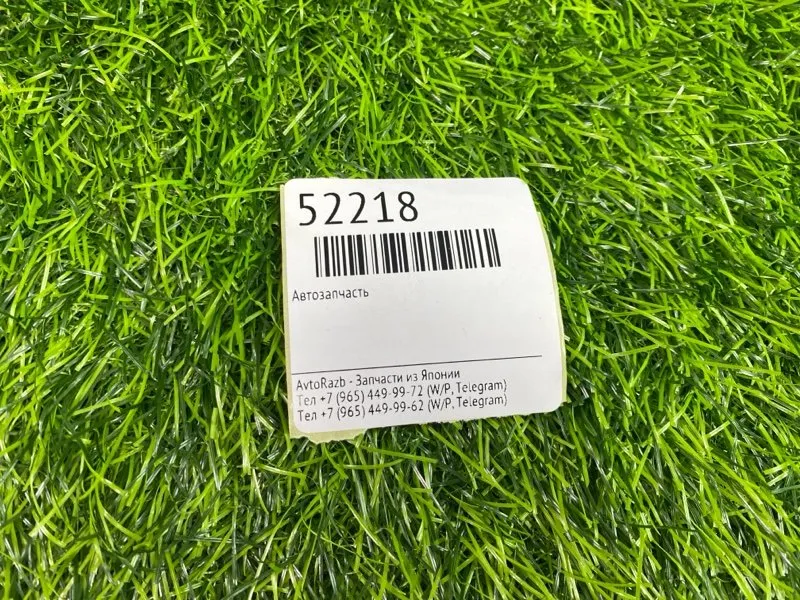 52218
Автозапчасть
AvtoRazb - Запчасти из Японии
Тел +7 (965) 449-99-72 (W/P, Telegram)
Тел +7 (965) 449-99-62 (W/P, Telegram)